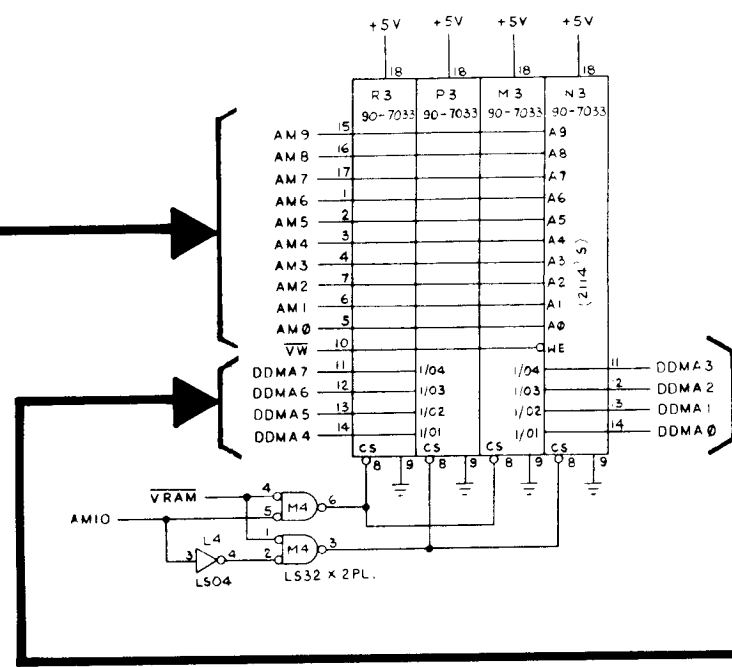 +5V +5V +5V +5V
18 18 18 18
R3 P3 M3 N3
90-7033 90-7033 90-7033 90-7033
AM9 15 A9
AM8 16 A8
AM7 17 A7
AM6 1 A6
AM5 2 A5
AM4 3 A4
AM3 4 A3
AM2 7 A2
AM1 6 A1
AMØ 5 AØ
(2114'S)
VW 10 WE
DDMA7 11 I/O4 I/O4 11 DDMA3
DDMA6 12 I/O3 I/O3 2 DDMA2
DDMA5 13 I/O2 I/O2 3 DDMA1
DDMA4 14 I/O1 I/O1 14 DDMAØ
CS CS CS CS
8 9 8 9 8 9 8 9
VRAM 4 M4 6
AM10 5
1 M4 3
L4 2
3 4
LS04 LS32 × 2PL.